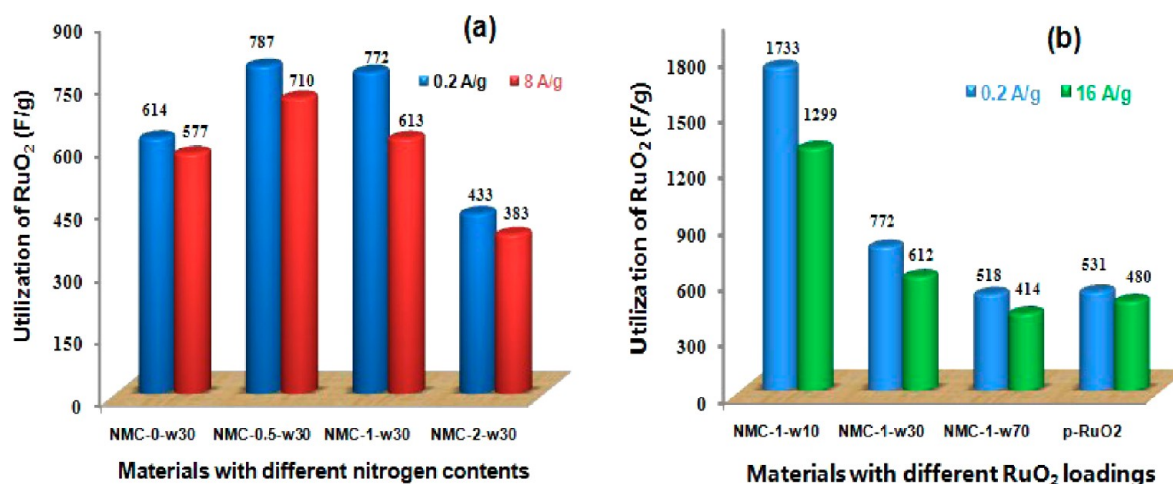 (a)
Utilization of RuO2 (F/g)
900
750
600
450
300
150
0
0.2 A/g
8 A/g
614
577
787
710
772
613
433
383
NMC-0-w30
NMC-0.5-w30
NMC-1-w30
NMC-2-w30
Materials with different nitrogen contents
(b)
Utilization of RuO2 (F/g)
1800
1500
1200
900
600
300
0
0.2 A/g
16 A/g
1733
1299
772
612
518
414
531
480
NMC-1-w10
NMC-1-w30
NMC-1-w70
p-RuO2
Materials with different RuO2 loadings